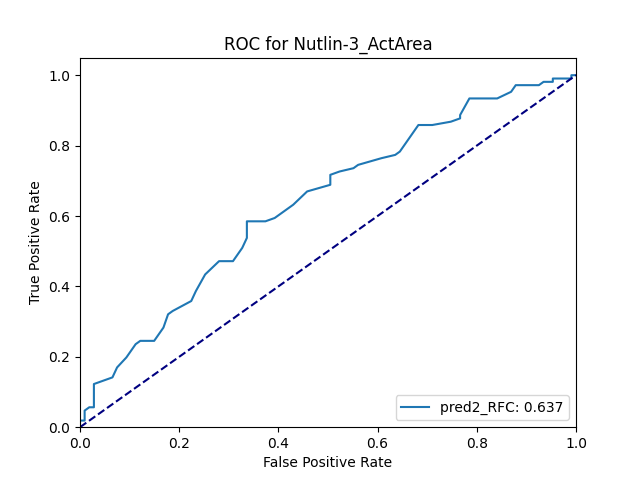 ROC for Nutlin-3_ActArea
1.0
0.8
0.6
0.4
0.2
0.0
True Positive Rate
pred2_RFC: 0.637
0.0 0.2 0.4 0.6 0.8 1.0
False Positive Rate